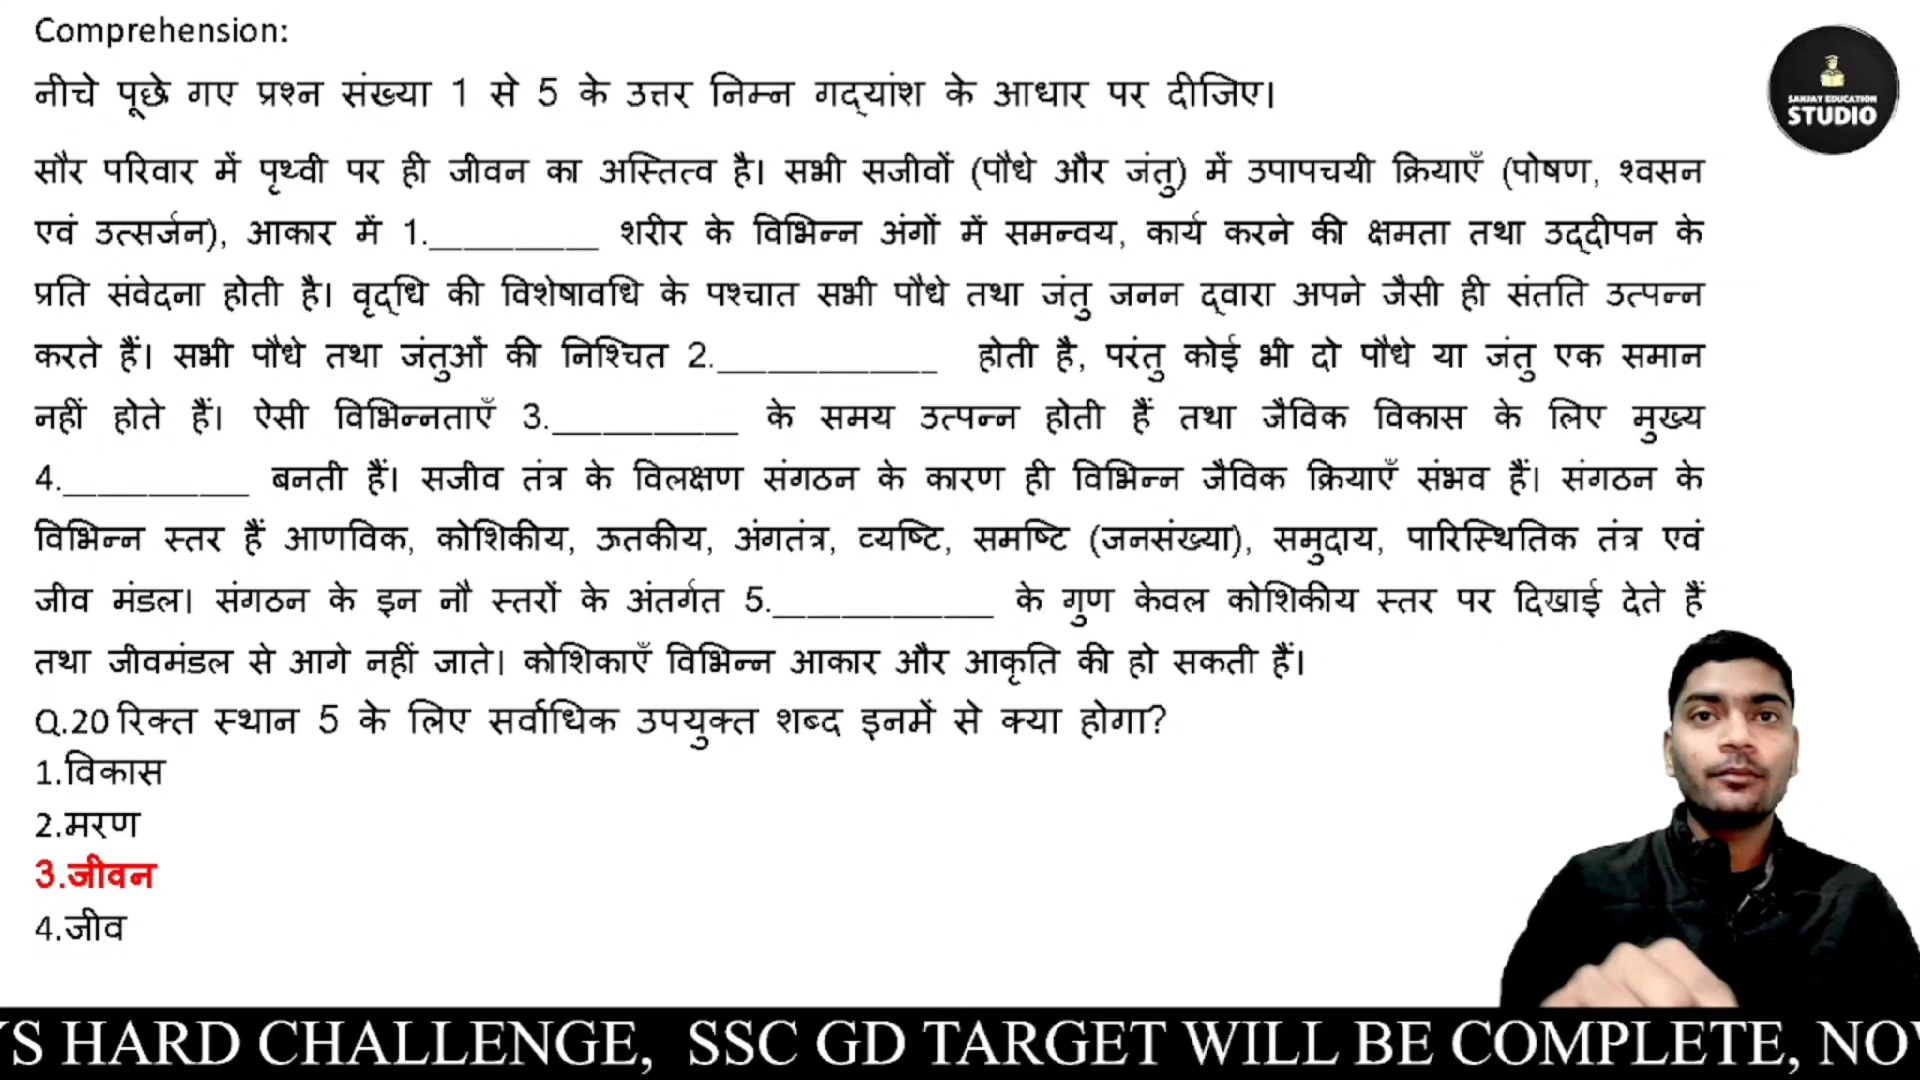 Comprehension:
नीचे पूछे गए प्रश्न संख्या 1 से 5 के उत्तर निम्न गद्यांश के आधार पर दीजिए।
SANJAY EDUCATION
STUDIO
सौर परिवार में पृथ्वी पर ही जीवन का अस्तित्व है। सभी सजीवों (पौधे और जंतु) में उपापचयी क्रियाएँ (पोषण, श्वसन
एवं उत्सर्जन), आकार में 1.__________ शरीर के विभिन्न अंगों में समन्वय, कार्य करने की क्षमता तथा उद्दीपन के
प्रति संवेदना होती है। वृद्धि की विशेषावधि के पश्चात सभी पौधे तथा जंतु जनन द्वारा अपने जैसी ही संतति उत्पन्न
करते हैं। सभी पौधे तथा जंतुओं की निश्चित 2._____________ होती है, परंतु कोई भी दो पौधे या जंतु एक समान
नहीं होते हैं। ऐसी विभिन्नताएँ 3.___________ के समय उत्पन्न होती हैं तथा जैविक विकास के लिए मुख्य
4.___________ बनती हैं। सजीव तंत्र के विलक्षण संगठन के कारण ही विभिन्न जैविक क्रियाएँ संभव हैं। संगठन के
विभिन्न स्तर हैं आणविक, कोशिकीय, ऊतकीय, अंगतंत्र, व्यष्टि, समष्टि (जनसंख्या), समुदाय, पारिस्थितिक तंत्र एवं
जीव मंडल। संगठन के इन नौ स्तरों के अंतर्गत 5._____________ के गुण केवल कोशिकीय स्तर पर दिखाई देते हैं
तथा जीवमंडल से आगे नहीं जाते। कोशिकाएँ विभिन्न आकार और आकृति की हो सकती हैं।
Q.20 रिक्त स्थान 5 के लिए सर्वाधिक उपयुक्त शब्द इनमें से क्या होगा?
1.विकास
2.मरण
3.जीवन
4.जीव
S HARD CHALLENGE, SSC GD TARGET WILL BE COMPLETE, NO